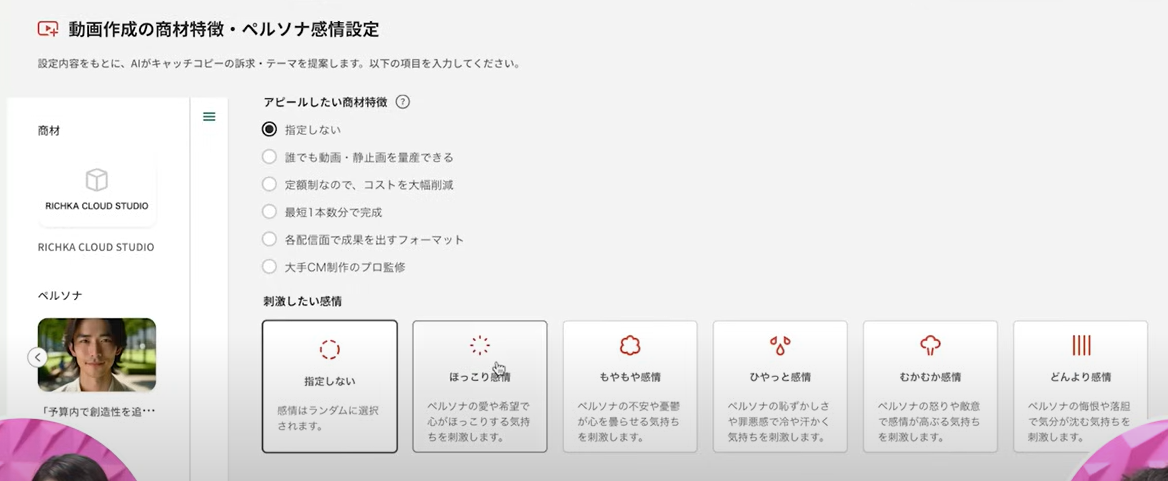 動画作成の商材特徴・ペルソナ感情設定
設定内容をもとに、AIがキャッチコピーの訴求・テーマを提案します。以下の項目を入力してください。
商材
RICHKA CLOUD STUDIO
RICHKA CLOUD STUDIO
ペルソナ
「予算内で創造性を追…
アピールしたい商材特徴 ?
指定しない
誰でも動画・静止画を量産できる
定額制なので、コストを大幅削減
最短1本数分で完成
各配信面で成果を出すフォーマット
大手CM制作のプロ監修
刺激したい感情
指定しない
感情はランダムに選択
されます。
ほっこり感情
ペルソナの愛や希望で
心がほっこりする気持
ちを刺激します。
もやもや感情
ペルソナの不安や憂鬱
が心を曇らせる気持ち
を刺激します。
ひやっと感情
ペルソナの恥ずかしさ
や罪悪感で冷や汗かく
気持ちを刺激します。
むかむか感情
ペルソナの怒りや敵意
で感情が高ぶる気持ち
を刺激します。
どんより感情
ペルソナの悔恨や落胆
で気分が沈む気持ちを
刺激します。